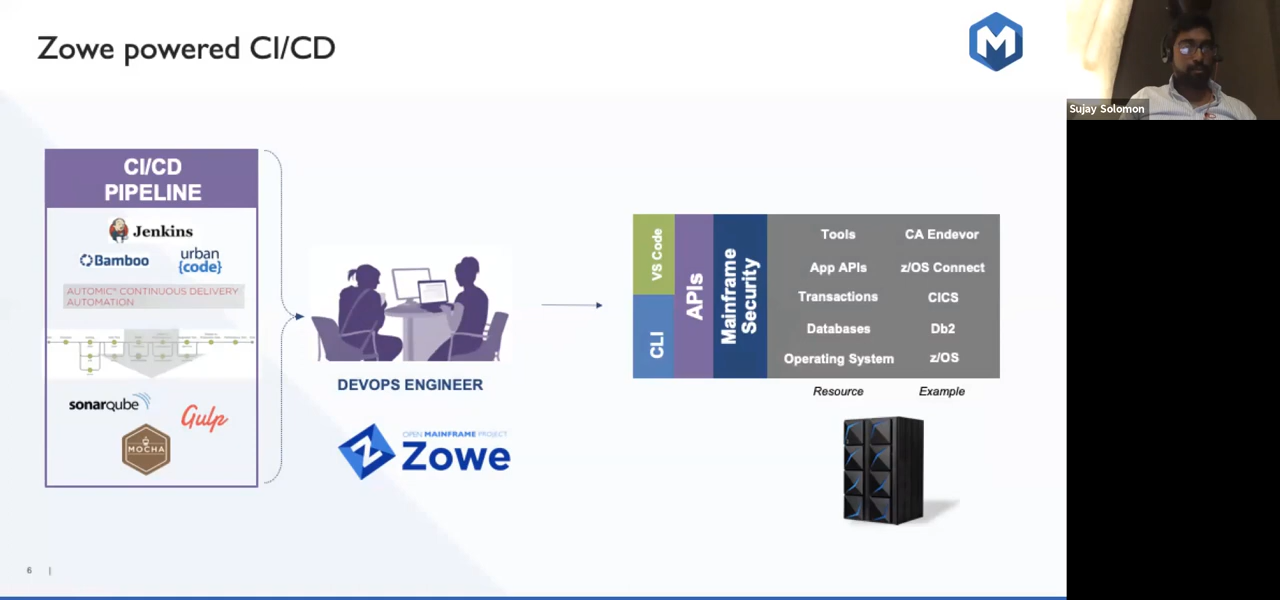 Zowe powered CI/CD
M
Sujay Solomon
CI/CD
PIPELINE
Jenkins
Bamboo
urban
{code}
AUTOMIC® CONTINUOUS DELIVERY
AUTOMATION
sonarqube
Gulp
MOCHA
DEVOPS ENGINEER
OPEN MAINFRAME PROJECT
Zowe
VS Code
CLI
APIs
Mainframe
Security
Tools CA Endevor
App APIs z/OS Connect
Transactions CICS
Databases Db2
Operating System z/OS
Resource Example
6 |